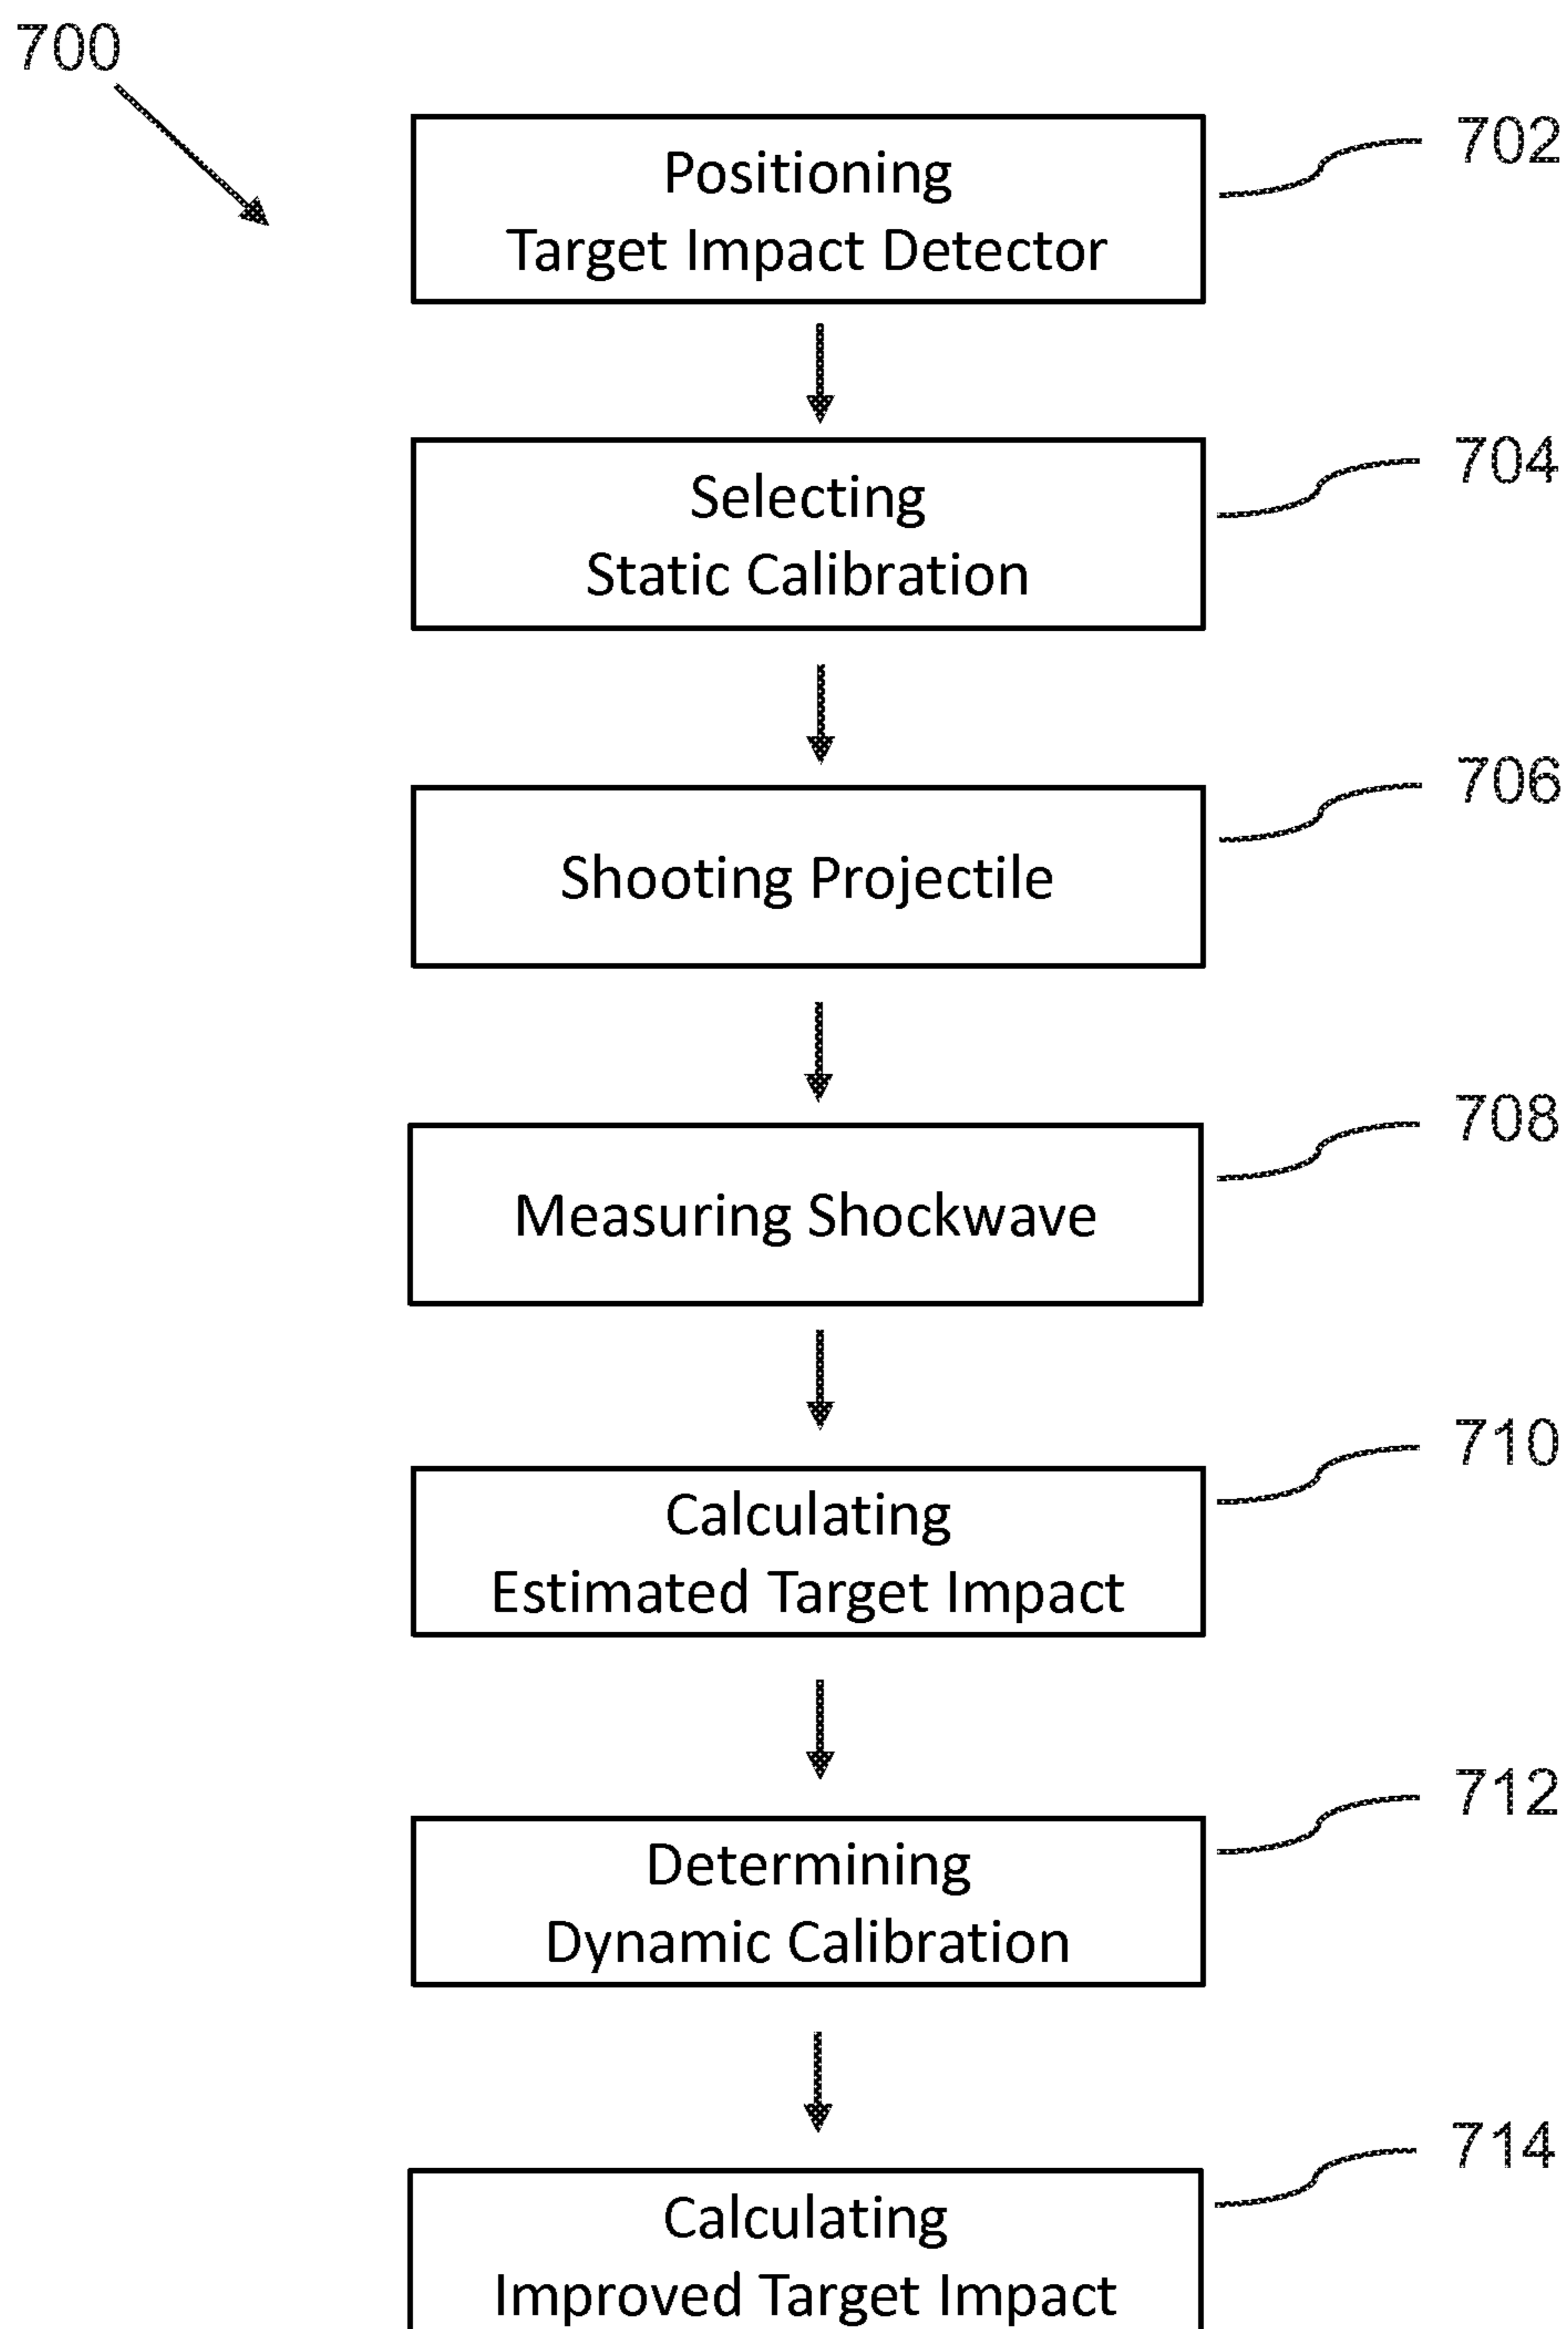 700
702
Positioning
Target Impact Detector
704
Selecting
Static Calibration
706
Shooting Projectile
708
Measuring Shockwave
710
Calculating
Estimated Target Impact
712
Determining
Dynamic Calibration
714
Calculating
Improved Target Impact